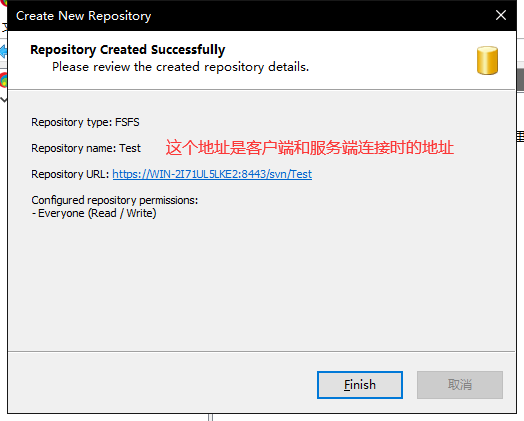 Create New Repository
Repository Created Successfully
Please review the created repository details.
Repository type: FSFS
Repository name: Test 这个地址是客户端和服务端连接时的地址
Repository URL: https://WIN-2I71UL5LKE2:8443/svn/Test
Configured repository permissions:
- Everyone (Read / Write)
Finish 取消